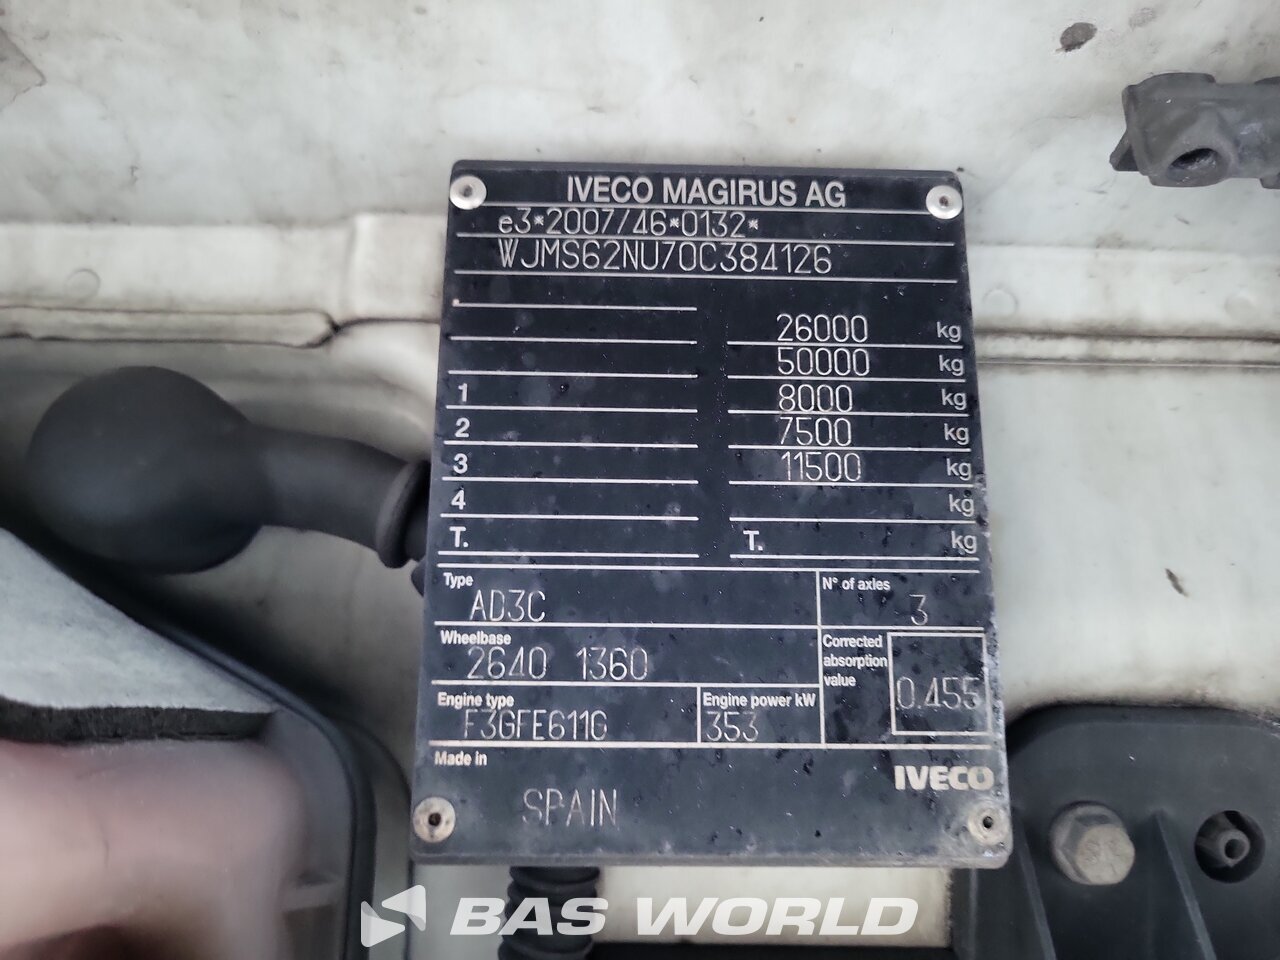 IVECO MAGIRUS AG
e3*2007/46*0132*
WJMS62NU70C384126
26000 kg
50000 kg
1 8000 kg
2 7500 kg
3 11500 kg
4 kg
T. T. kg
Type N° of axles
AD3C 3
Wheelbase
2640 1360
Corrected absorption value
0.455
Engine type Engine power kW
F3GFE611G 353
Made in
IVECO
SPAIN
BAS WORLD